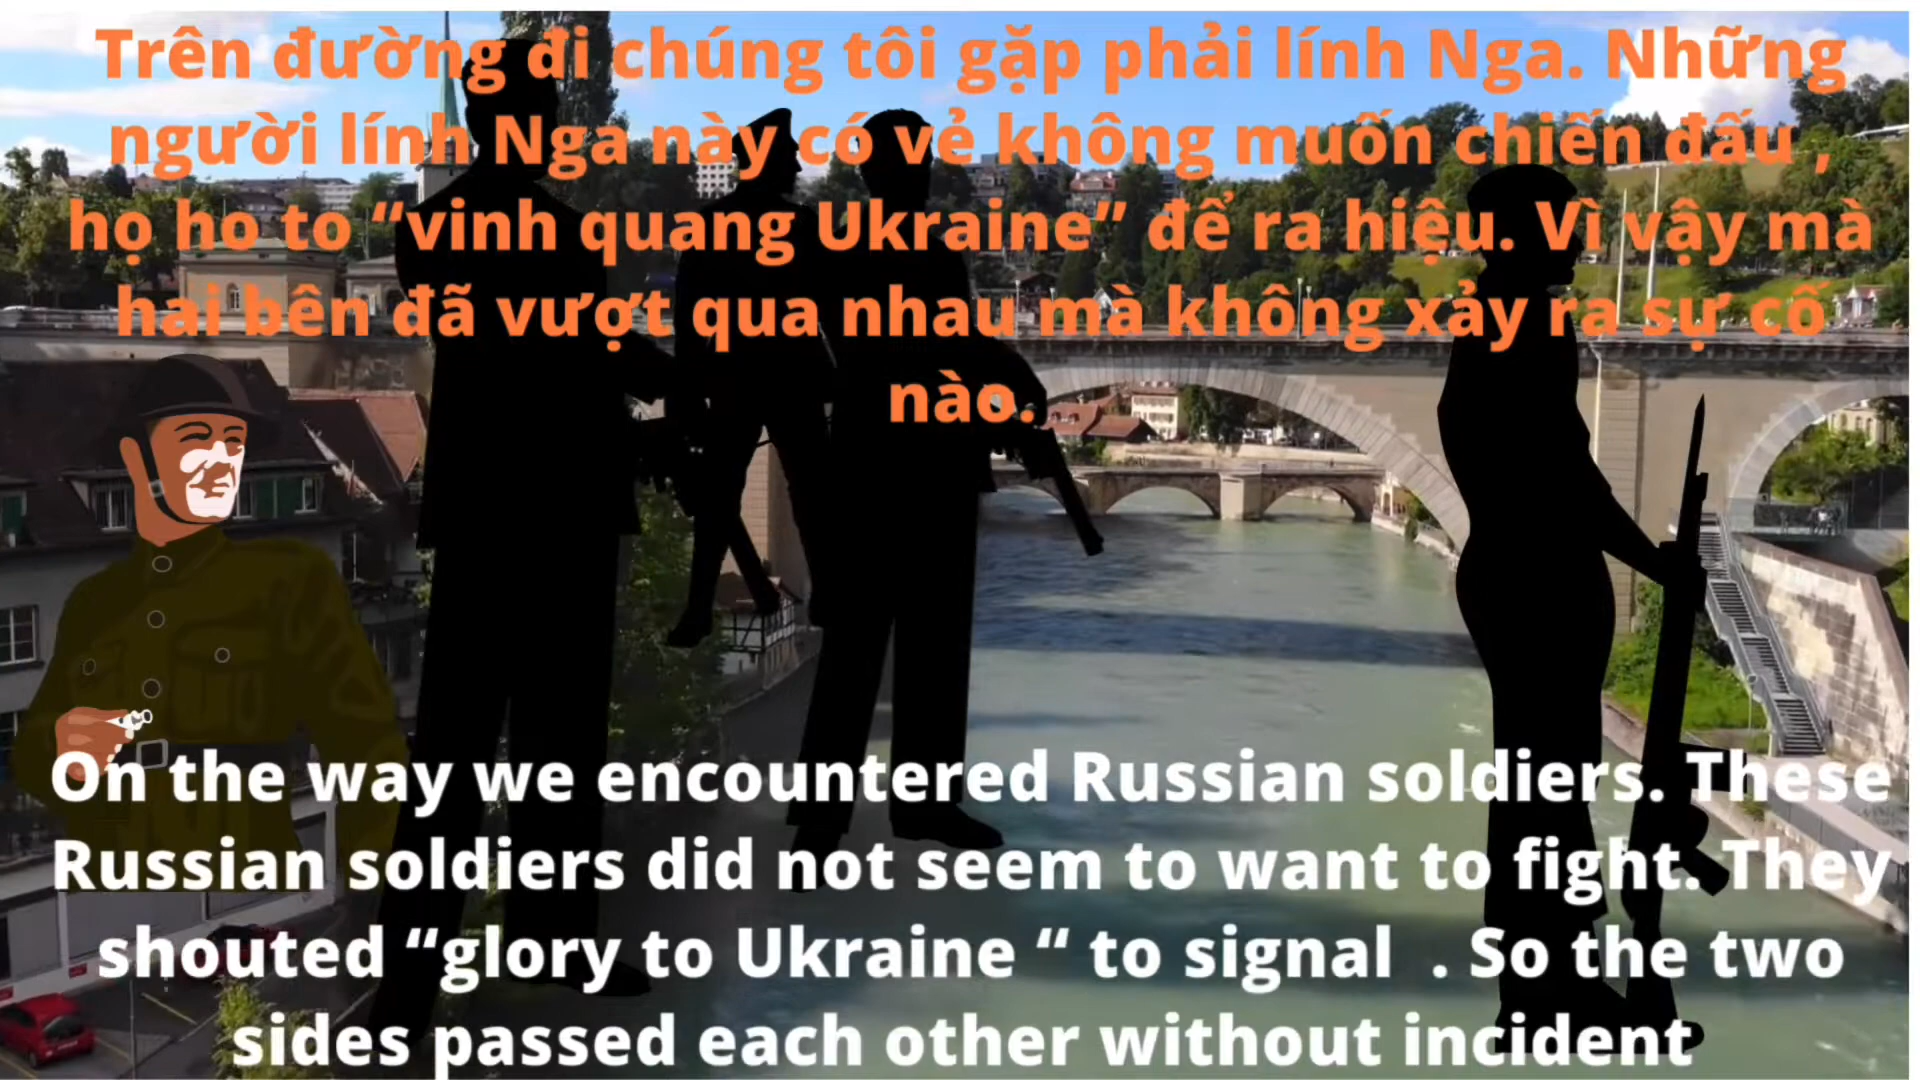 Trên đường đi chúng tôi gặp phải lính Nga. Những
người lính Nga này có vẻ không muốn chiến đấu ,
họ ho to “vinh quang Ukraine” để ra hiệu. Vì vậy mà
hai bên đã vượt qua nhau mà không xảy ra sự cố
nào.
On the way we encountered Russian soldiers. These
Russian soldiers did not seem to want to fight. They
shouted “glory to Ukraine “ to signal  . So the two
sides passed each other without incident